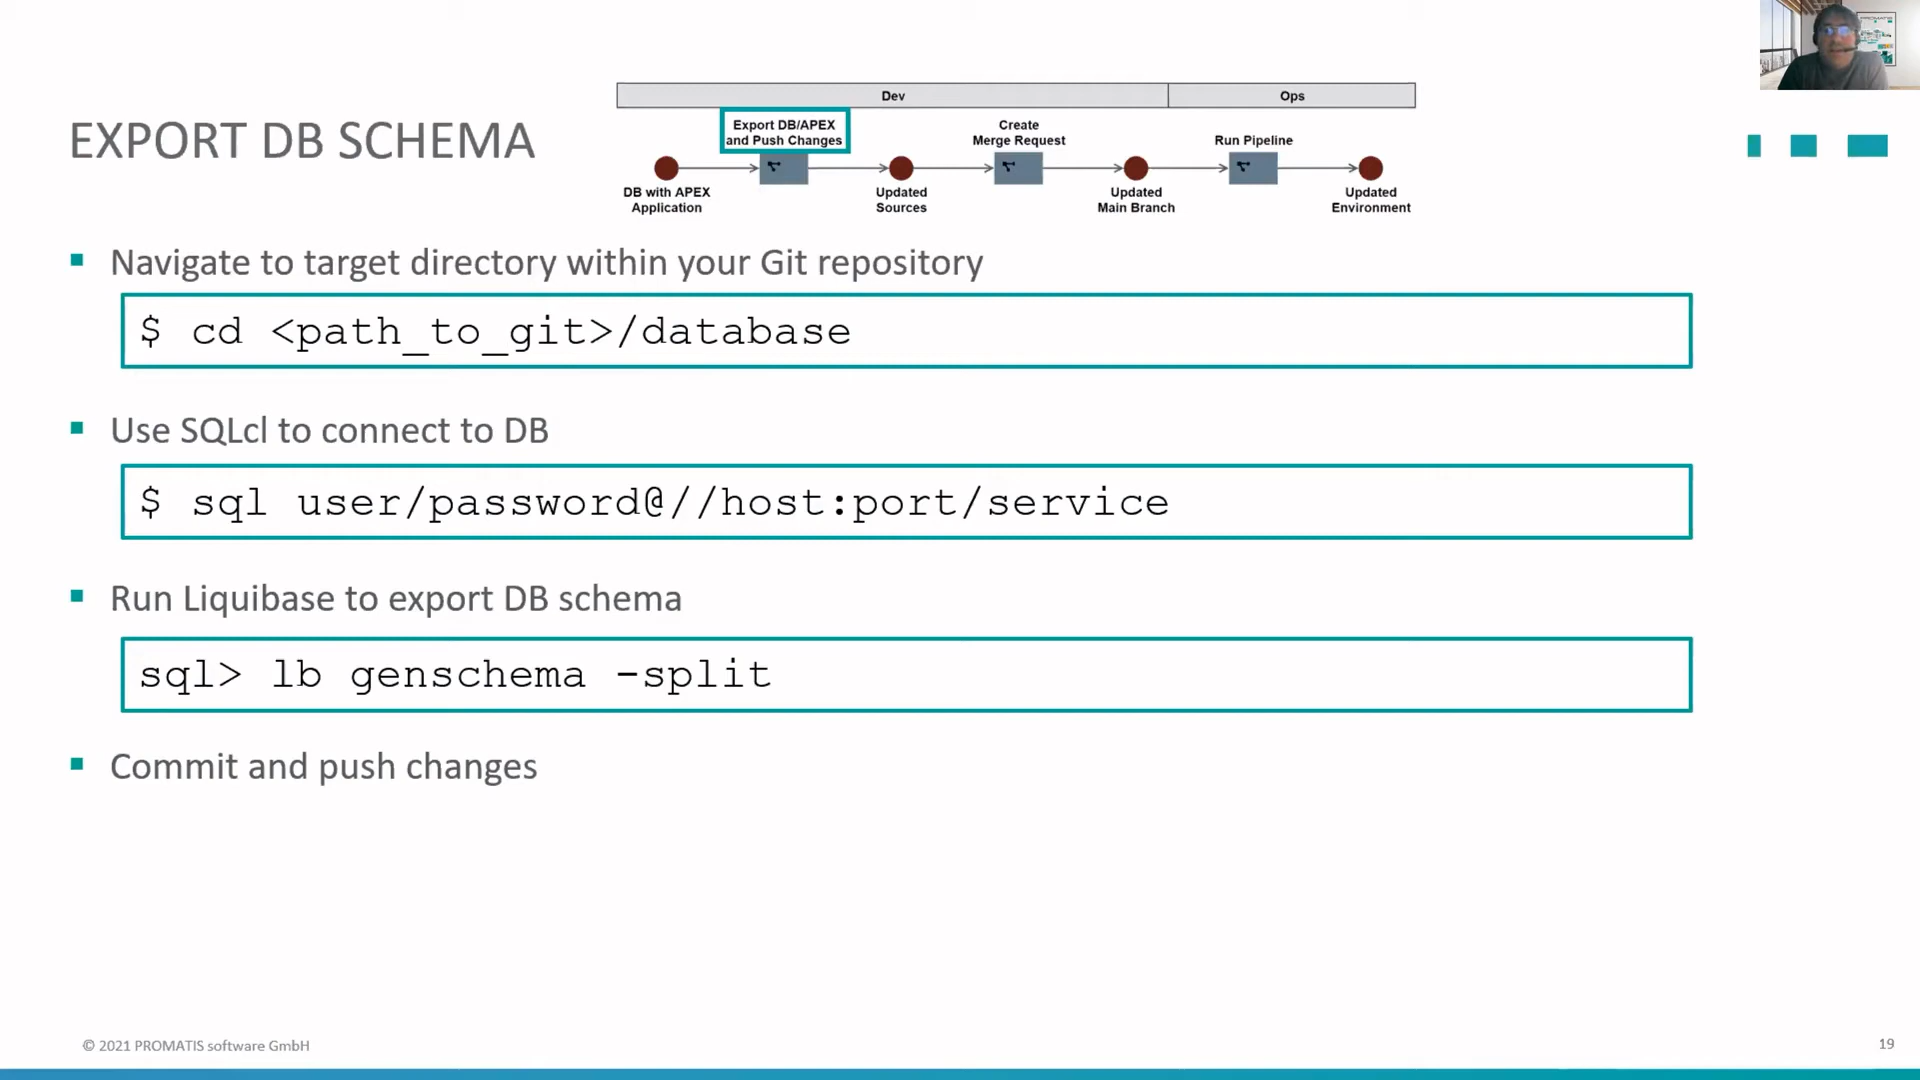 EXPORT DB SCHEMA
Dev
Ops
Export DB/APEX
and Push Changes
Create
Merge Request
Run Pipeline
DB with APEX
Application
Updated
Sources
Updated
Main Branch
Updated
Environment
Navigate to target directory within your Git repository
$ cd <path_to_git>/database
Use SQLcl to connect to DB
$ sql user/password@//host:port/service
Run Liquibase to export DB schema
sql> lb genschema -split
Commit and push changes
© 2021 PROMATIS software GmbH
19